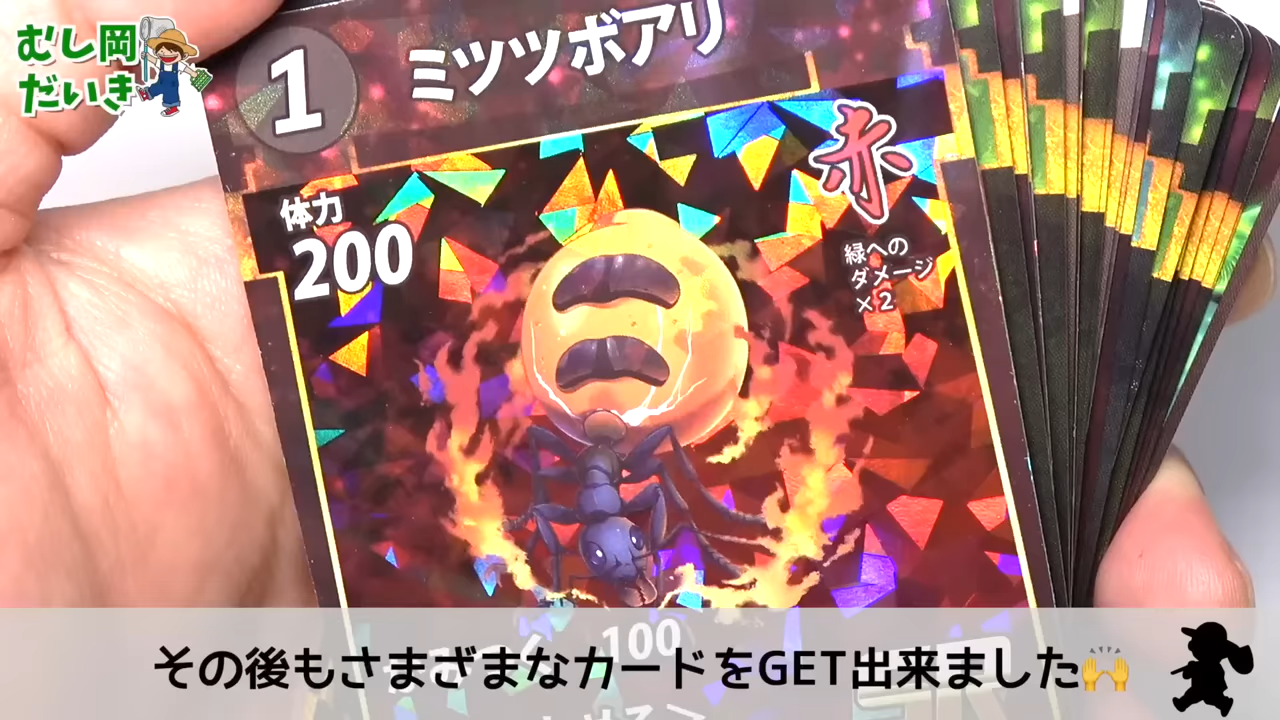 むし岡
だいき
1
ミツツボアリ
赤
体力
200
緑への
ダメージ
×2
100
その後もさまざまなカードをGET出来ました🙌